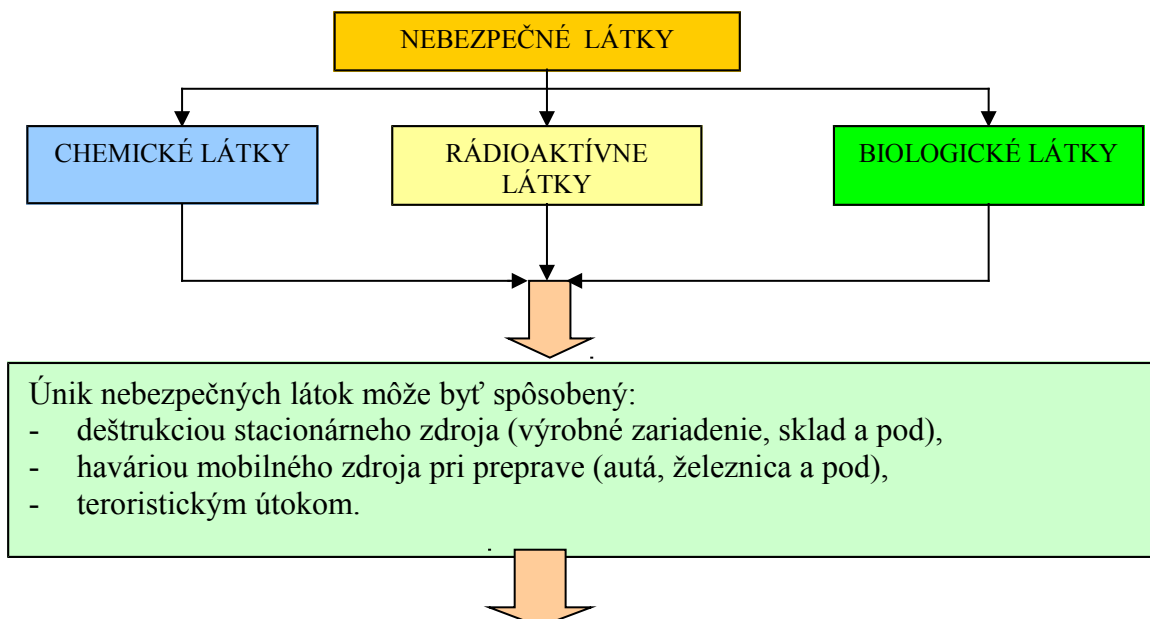 NEBEZPEČNÉ LÁTKY
CHEMICKÉ LÁTKY
RÁDIOAKTÍVNE
LÁTKY
BIOLOGICKÉ LÁTKY
Únik nebezpečných látok môže byť spôsobený:
- deštrukciou stacionárneho zdroja (výrobné zariadenie, sklad a pod),
- haváriou mobilného zdroja pri preprave (autá, železnica a pod),
- teroristickým útokom.